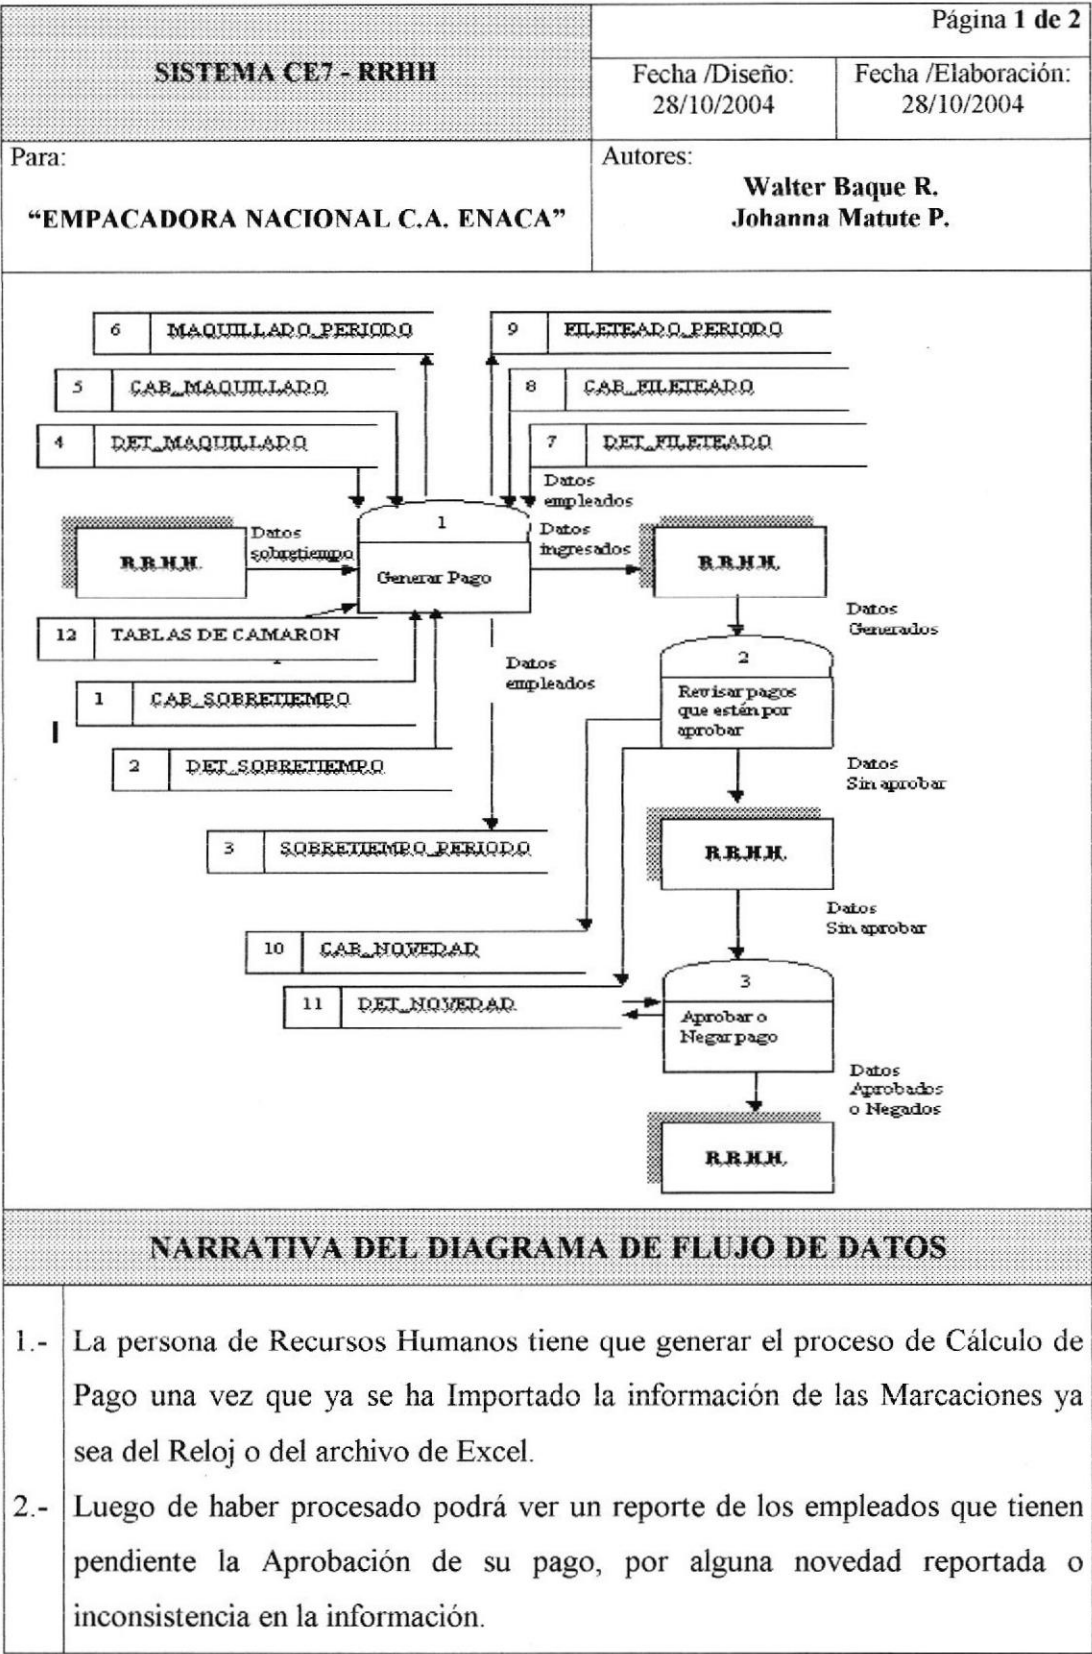 Página 1 de 2
SISTEMA CE7 - RRHH
Fecha /Diseño:
28/10/2004
Fecha /Elaboración:
28/10/2004
Para:
“EMPACADORA NACIONAL C.A. ENACA”
Autores:
Walter Baque R.
Johanna Matute P.
6 MAQUILLADO_PERIODO
9 FILETEADO_PERIODO
5 CAB_MAQUILLADO
8 CAB_FILETEADO
4 DET_MAQUILLADO
7 DET_FILETEADO
Datos
empleados
R.R.H.H.
Datos
sobretiempo
1
Generar Pago
Datos
ingresados
R.R.H.H.
12 TABLAS DE CAMARON
Datos
Generados
1 CAB_SOBRETIEMPO
Datos
empleados
2
Revisar pagos
que estén por
aprobar
2 DET_SOBRETIEMPO
Datos
Sin aprobar
3 SOBRETIEMPO_PERIODO
R.R.H.H.
Datos
Sin aprobar
10 CAB_NOVEDAD
11 DET_NOVEDAD
3
Aprobar o
Negar pago
Datos
Aprobados
o Negados
R.R.H.H.
NARRATIVA DEL DIAGRAMA DE FLUJO DE DATOS
1.- La persona de Recursos Humanos tiene que generar el proceso de Cálculo de
Pago una vez que ya se ha Importado la información de las Marcaciones ya
sea del Reloj o del archivo de Excel.
2.- Luego de haber procesado podrá ver un reporte de los empleados que tienen
pendiente la Aprobación de su pago, por alguna novedad reportada o
inconsistencia en la información.